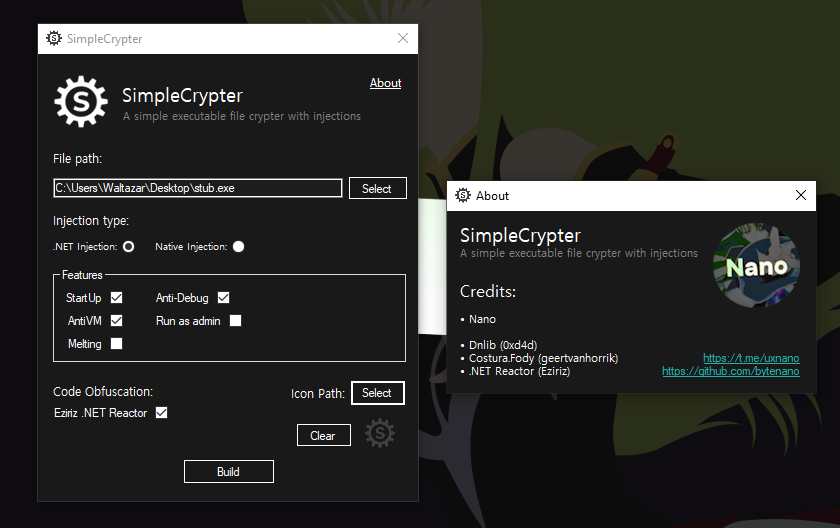 SimpleCrypter
About
SimpleCrypter
A simple executable file crypter with injections
File path:
C:\Users\Waltazar\Desktop\stub.exe
Select
Injection type:
.NET Injection:
Native Injection:
Features
StartUp
Anti-Debug
AntiVM
Run as admin
Melting
Code Obfuscation:
Icon Path:
Select
Eziriz .NET Reactor
Clear
Build
About
SimpleCrypter
A simple executable file crypter with injections
Nano
Credits:
• Nano
• Dnlib (0xd4d)
• Costura.Fody (geertvanhorrik)
https://t.me/uxnano
• .NET Reactor (Eziriz)
https://github.com/bytenano